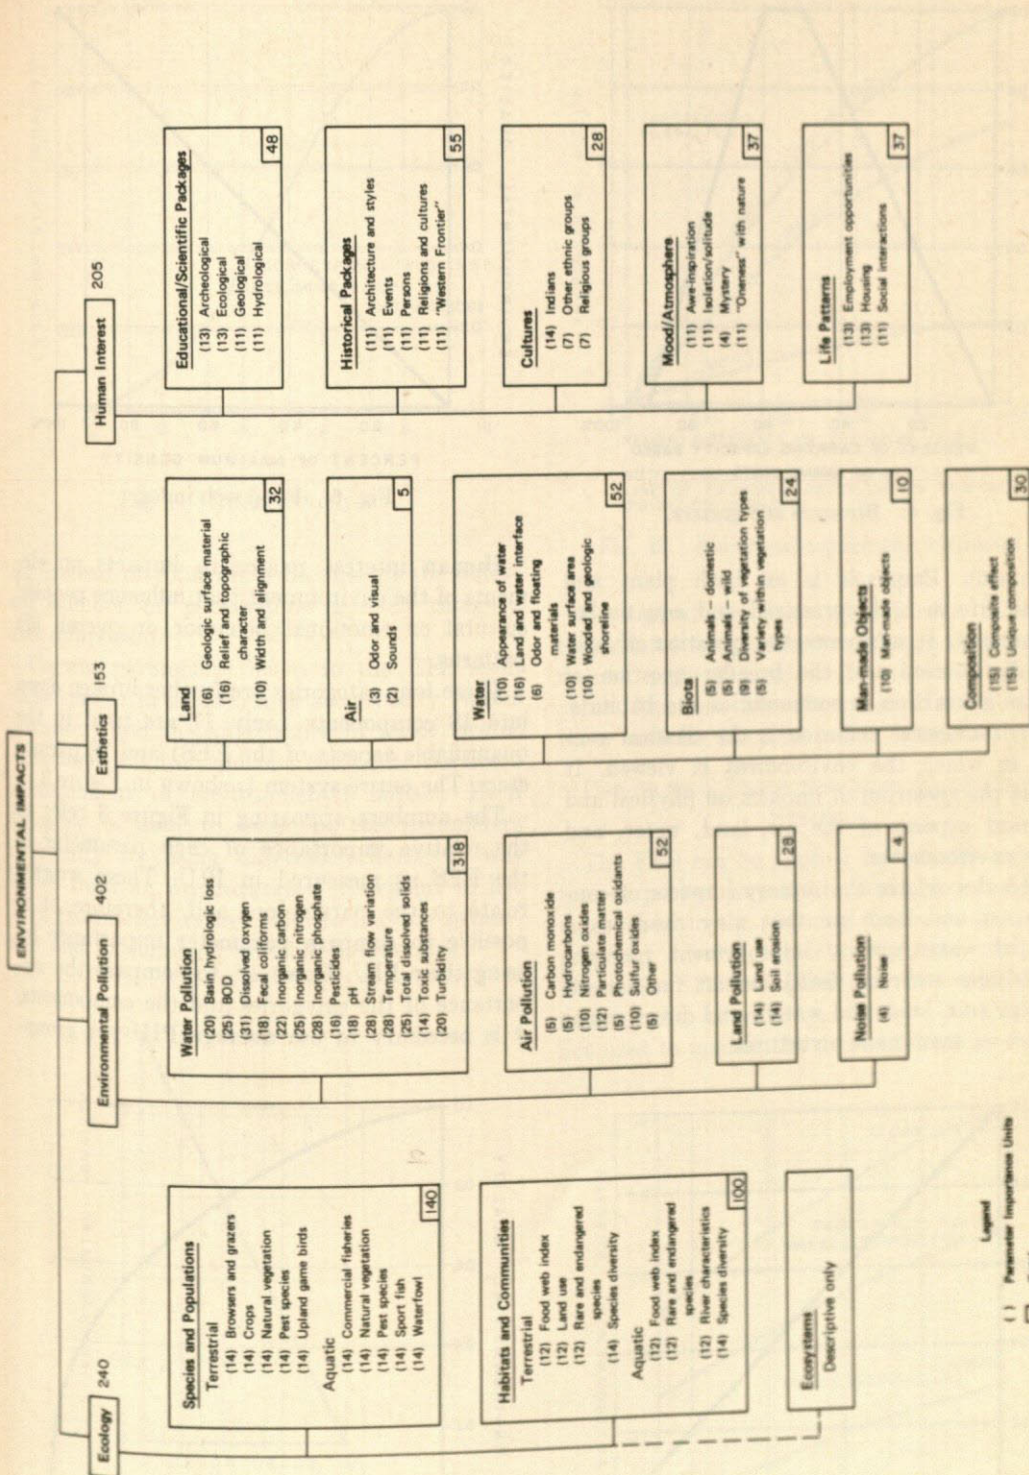 ENVIRONMENTAL IMPACTS
Ecology 240
Species and Populations
Terrestrial
(14) Browsers and grazers
(14) Crops
(14) Natural vegetation
(14) Pest species
(14) Upland game birds
Aquatic
(14) Commercial fisheries
(14) Natural vegetation
(14) Pest species
(14) Sport fish
(14) Waterfowl
140
Habitats and Communities
Terrestrial
(12) Food web index
(12) Land use
(12) Rare and endangered
species
(14) Species diversity
Aquatic
(12) Food web index
(12) Rare and endangered
species
(12) River characteristics
(14) Species diversity
100
Ecosystems
Descriptive only
Environmental Pollution 402
Water Pollution
(20) Basin hydrologic loss
(25) BOD
(31) Dissolved oxygen
(18) Fecal coliforms
(22) Inorganic carbon
(25) Inorganic nitrogen
(28) Inorganic phosphate
(16) Pesticides
(18) pH
(28) Stream flow variation
(28) Temperature
(25) Total dissolved solids
(14) Toxic substances
(20) Turbidity
318
Air Pollution
(5) Carbon monoxide
(5) Hydrocarbons
(10) Nitrogen oxides
(12) Particulate matter
(5) Photochemical oxidants
(10) Sulfur oxides
(5) Other
52
Land Pollution
(14) Land use
(14) Soil erosion
28
Noise Pollution
(4) Noise
4
Esthetics 153
Land
(6) Geologic surface material
(16) Relief and topographic
character
(10) Width and alignment
32
Air
(3) Odor and visual
(2) Sounds
5
Water
(10) Appearance of water
(16) Land and water interface
(6) Odor and floating
materials
(10) Water surface area
(10) Wooded and geologic
shoreline
52
Biota
(5) Animals – domestic
(5) Animals – wild
(9) Diversity of vegetation types
(5) Variety within vegetation
types
24
Man-made Objects
(10) Man-made objects
10
Composition
(15) Composite effect
(15) Unique composition
30
Human Interest 205
Educational/Scientific Packages
(13) Archeological
(13) Ecological
(11) Geological
(11) Hydrological
48
Historical Packages
(11) Architecture and styles
(11) Events
(11) Persons
(11) Religions and cultures
(11) "Western Frontier"
55
Cultures
(14) Indians
(7) Other ethnic groups
(7) Religious groups
28
Mood/Atmosphere
(11) Awe-inspiration
(11) Isolation/solitude
(4) Mystery
(11) "Oneness" with nature
37
Life Patterns
(13) Employment opportunities
(13) Housing
(11) Social interactions
37
Legend
( ) Parameter Importance Units